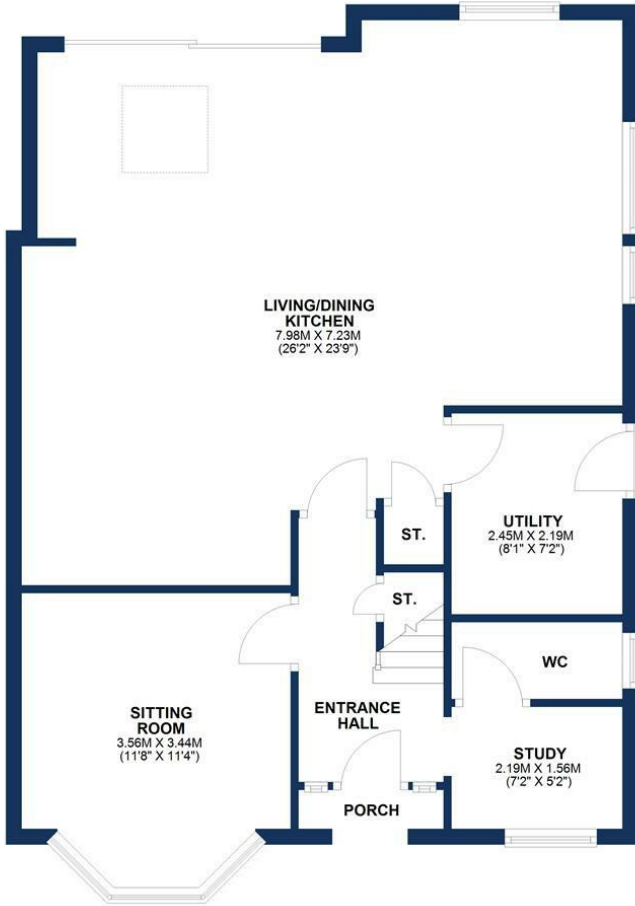 LIVING/DINING
KITCHEN
7.98M X 7.23M
(26'2" X 23'9")
UTILITY
2.45M X 2.19M
(8'1" X 7'2")
ST.
ST.
WC
ENTRANCE
HALL
SITTING
ROOM
3.56M X 3.44M
(11'8" X 11'4")
STUDY
2.19M X 1.56M
(7'2" X 5'2")
PORCH